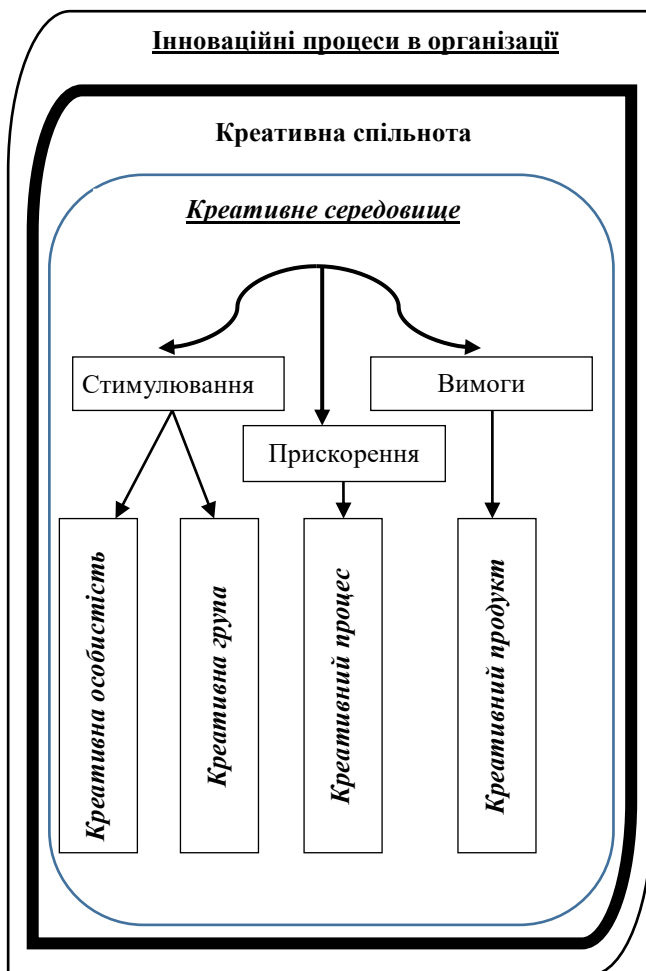 Інноваційні процеси в організації
Креативна спільнота
Креативне середовище
Стимулювання
Вимоги
Прискорення
Креативна особистість
Креативна група
Креативний процес
Креативний продукт